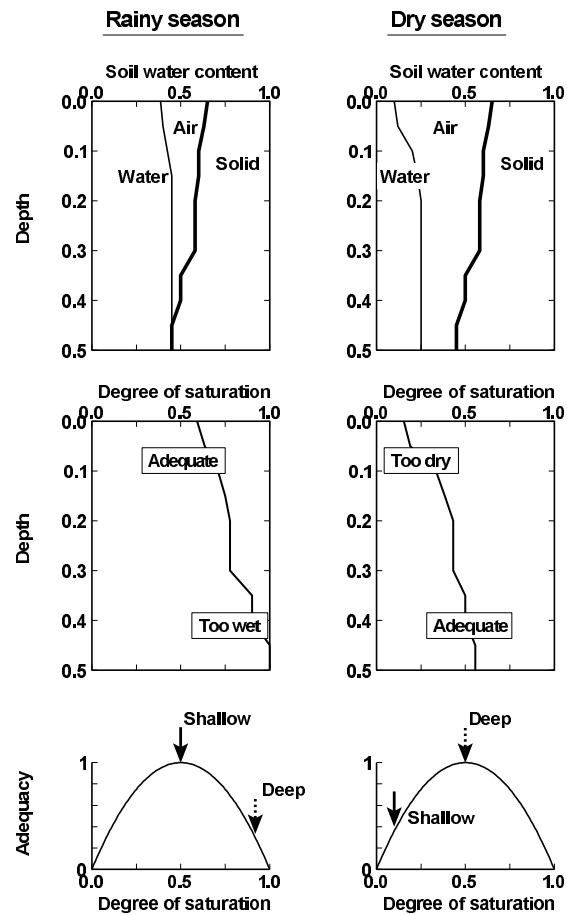 Rainy season
Dry season
Soil water content
0.0 0.5 1.0
0.0
0.1
0.2
0.3
0.4
0.5
Depth
Air
Water
Solid
Soil water content
0.0 0.5 1.0
0.0
0.1
0.2
0.3
0.4
0.5
Depth
Air
Water
Solid
Degree of saturation
0.0 0.5 1.0
0.0
0.1
0.2
0.3
0.4
0.5
Depth
Adequate
Too wet
Degree of saturation
0.0 0.5 1.0
0.0
0.1
0.2
0.3
0.4
0.5
Depth
Too dry
Adequate
Shallow
Deep
1
0
Adequacy
0.0 0.5 1.0
Degree of saturation
Deep
Shallow
1
0
Adequacy
0.0 0.5 1.0
Degree of saturation